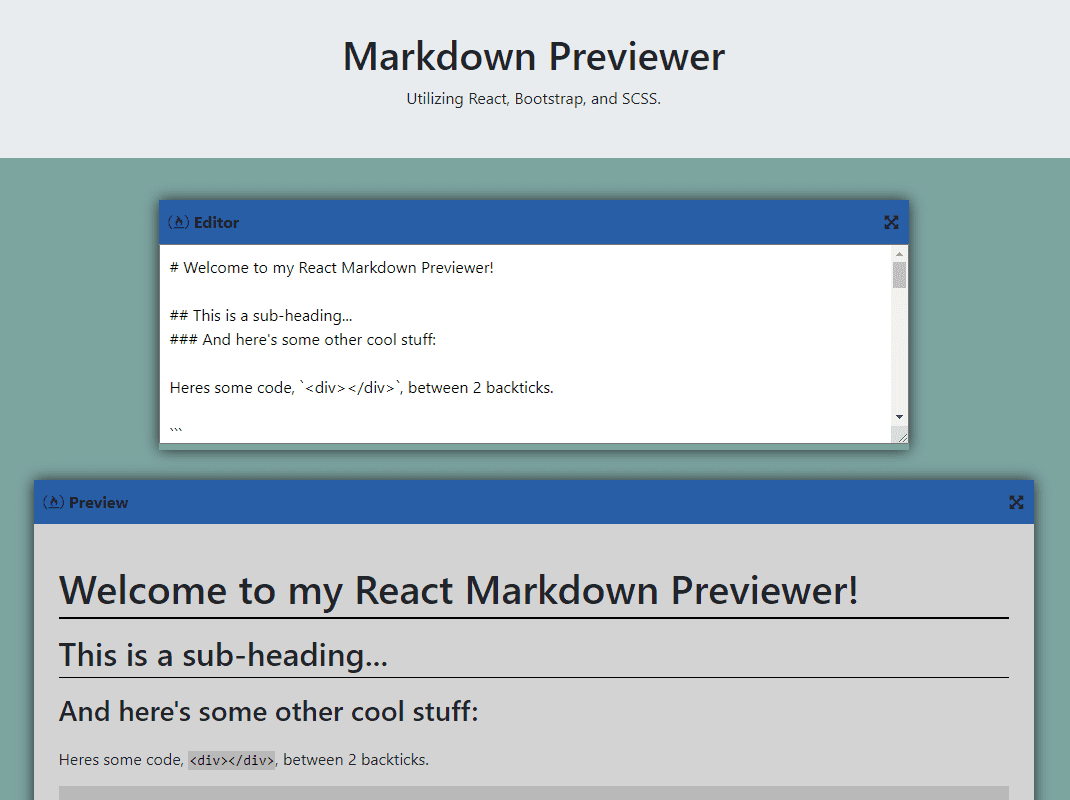 Markdown Previewer
Utilizing React, Bootstrap, and SCSS.
Editor
# Welcome to my React Markdown Previewer!
## This is a sub-heading...
### And here's some other cool stuff:
Heres some code, `<div></div>`, between 2 backticks.
```
Preview
Welcome to my React Markdown Previewer!
This is a sub-heading...
And here's some other cool stuff:
Heres some code, <div></div>, between 2 backticks.